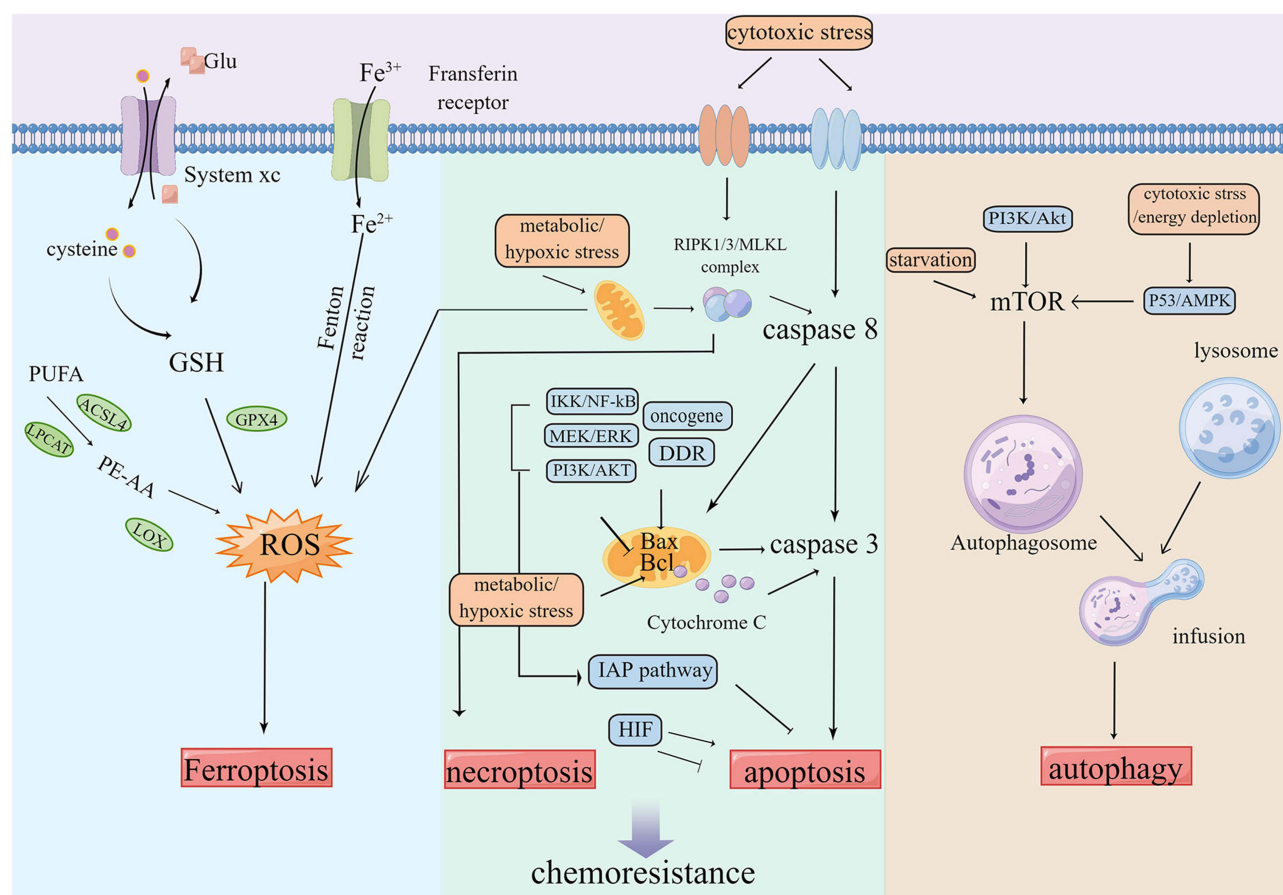 cytotoxic stress
Glu
Fe3+
Fransferin
receptor
System xc
cysteine
Fe2+
Fenton
reaction
GSH
PUFA
ACSL4
LPCAT
GPX4
PE-AA
LOX
ROS
Ferroptosis
metabolic/
hypoxic stress
RIPK1/3/MLKL
complex
caspase 8
IKK/NF-kB
oncogene
MEK/ERK
DDR
PI3K/AKT
Bax
Bcl
caspase 3
metabolic/
hypoxic stress
Cytochrome C
IAP pathway
HIF
necroptosis
apoptosis
chemoresistance
PI3K/Akt
cytotoxic strss
/energy depletion
starvation
mTOR
P53/AMPK
lysosome
Autophagosome
infusion
autophagy